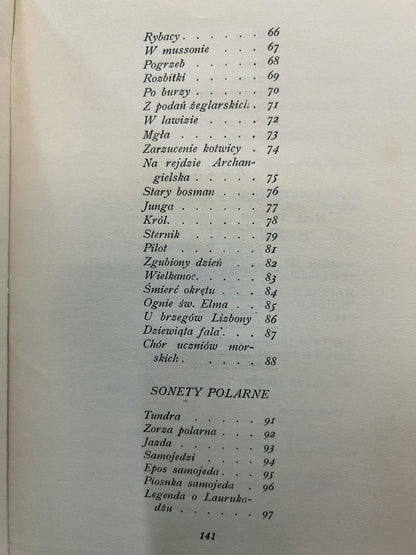 Rybacy . . . . . 66
W mussonie . . . . 67
Pogrzeb . . . . . 68
Rozbitki . . . . . 69
Po burzy . . . . . 70
Z podań żeglarskich . 71
W lawizie . . . . . 72
Mgła . . . . . . 73
Zarzucenie kotwicy . 74
Na rejdzie Archan-
gielska . . . . . 75
Stary bosman . . . 76
Junga . . . . . . 77
Król . . . . . . 78
Sternik . . . . . 79
Pilot . . . . . . 81
Zgubiony dzień . . 82
Wielkanoc . . . . 83
Śmierć okrętu . . . 84
Ognie św. Elma . . 85
U brzegów Lizbony 86
Dziewiąta fala . . . 87
Chór uczniów mor-
skich . . . . . . 88
SONETY POLARNE
Tundra . . . . . 91
Zorza polarna . . . 92
Jazda . . . . . . 93
Samojedzi . . . . 94
Epos samojeda . . . 95
Piosnka samojeda . 96
Legenda o Lauruka-
dżu . . . . . . 97
141